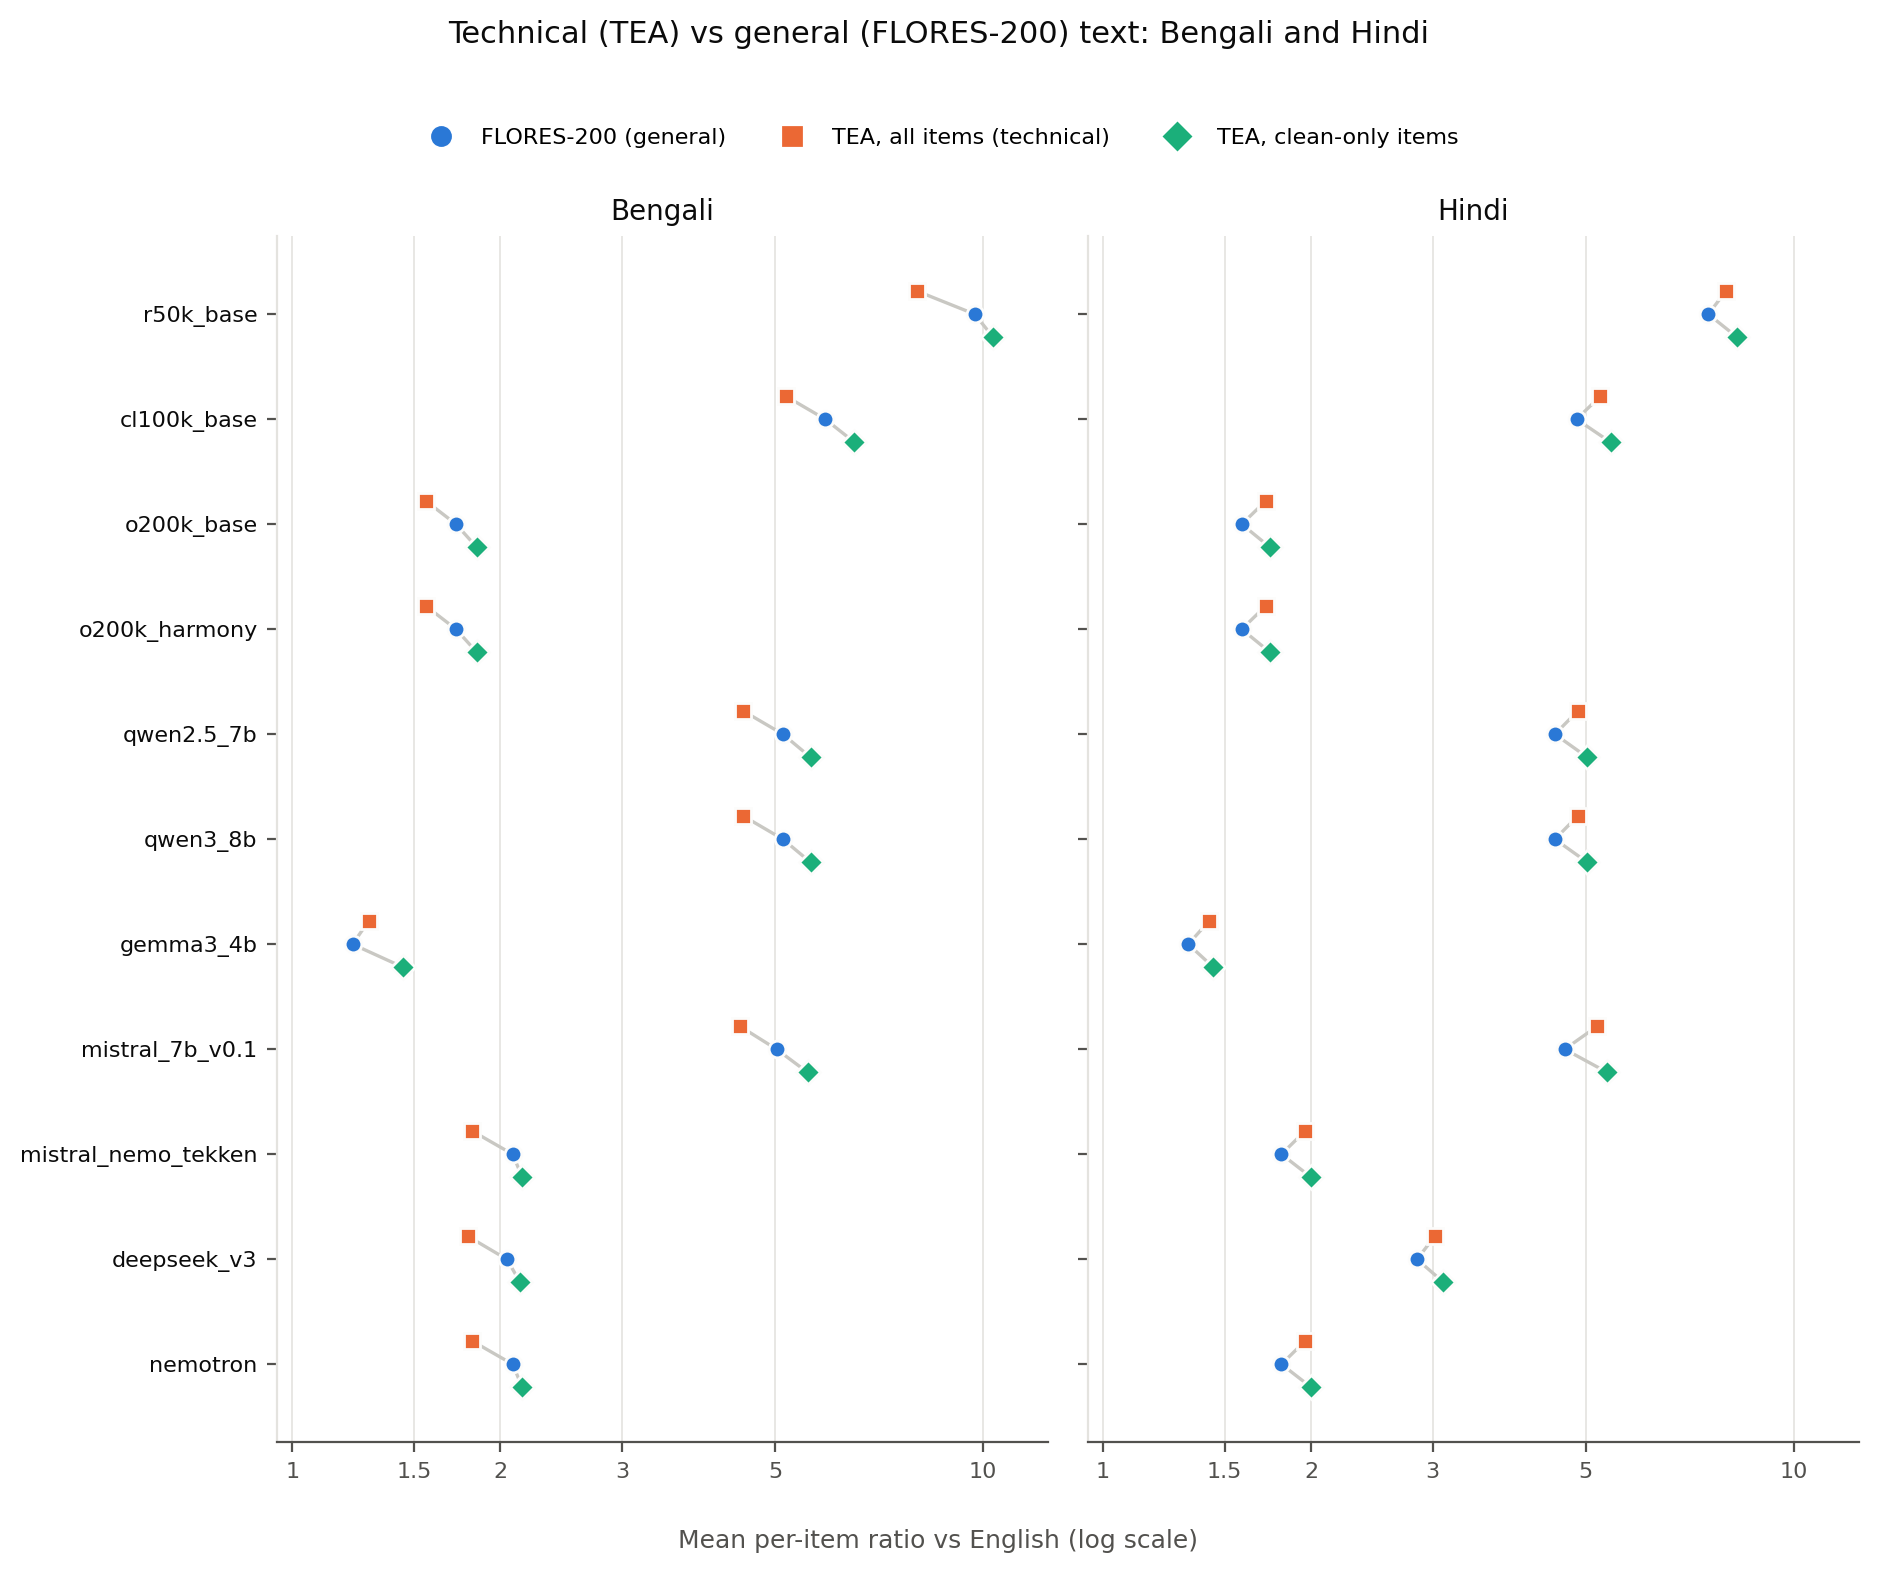 Technical (TEA) vs general (FLORES-200) text: Bengali and Hindi
FLORES-200 (general) TEA, all items (technical) TEA, clean-only items
Bengali Hindi
r50k_base
cl100k_base
o200k_base
o200k_harmony
qwen2.5_7b
qwen3_8b
gemma3_4b
mistral_7b_v0.1
mistral_nemo_tekken
deepseek_v3
nemotron
1 1.5 2 3 5 10 1 1.5 2 3 5 10
Mean per-item ratio vs English (log scale)